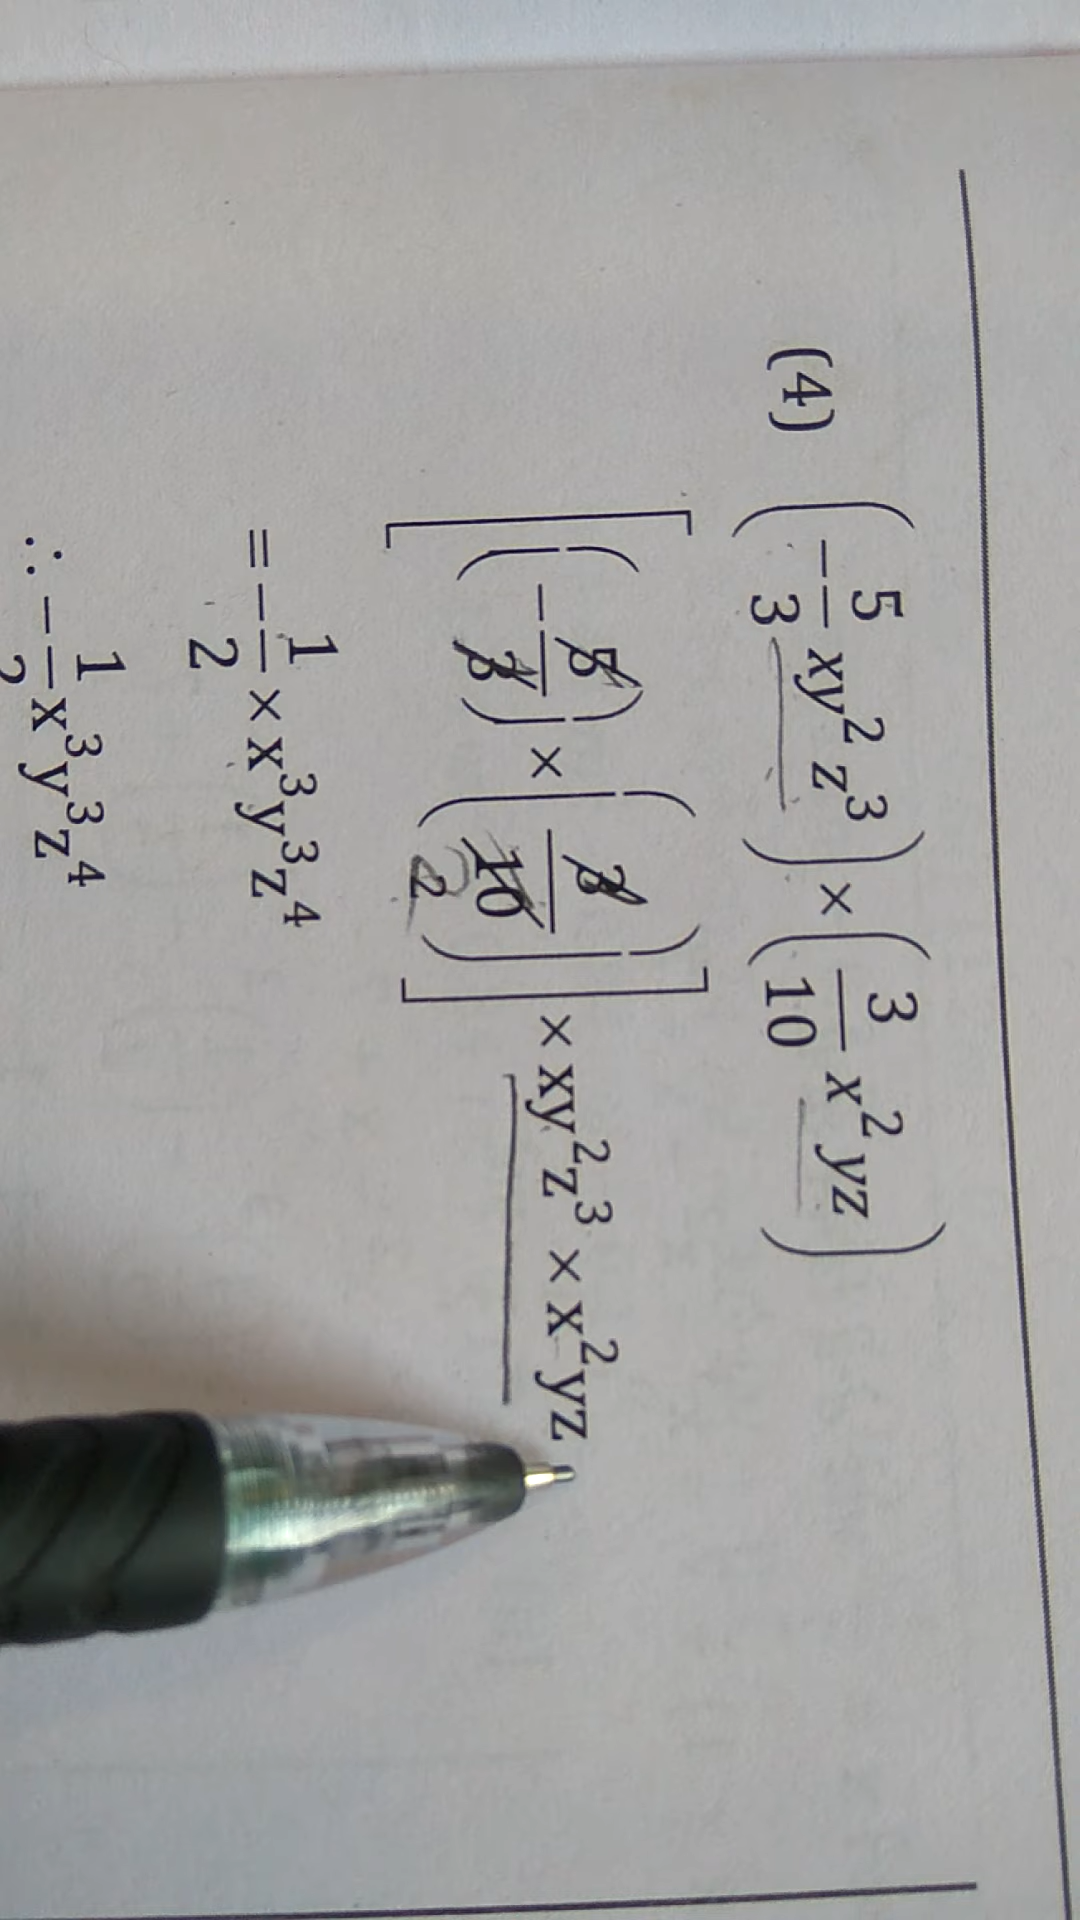 (4) (-5/3 xy²z³) × (3/10 x²yz)
[(-5/3) × (3/10)] × xy²z³ × x²yz
2
= -1/2 × x³y³z⁴
∴ -1/2 x³y³z⁴